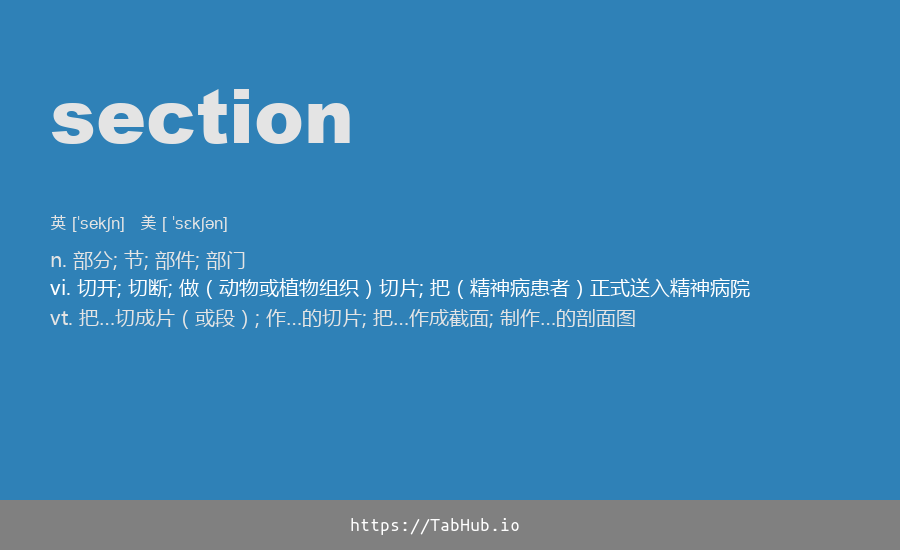 section
英 [ˈsekʃn] 美 [ ˈsɛkʃən]
n. 部分; 节; 部件; 部门
vi. 切开; 切断; 做 ( 动物或植物组织 ) 切片; 把 ( 精神病患者 ) 正式送入精神病院
vt. 把...切成片 ( 或段 ) ; 作...的切片; 把...作成截面; 制作...的剖面图
https://TabHub.io